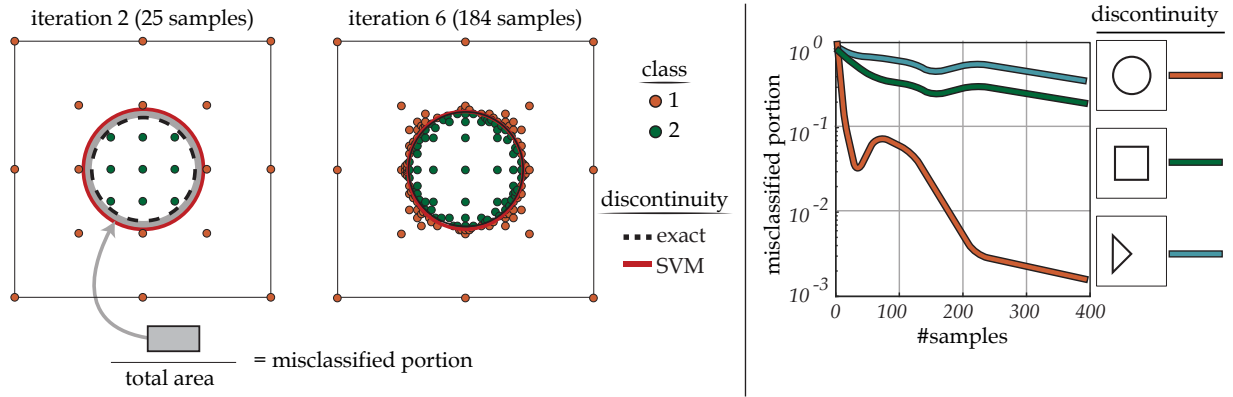 iteration 2 (25 samples)
iteration 6 (184 samples)
class
1
2
discontinuity
exact
SVM
total area
= misclassified portion
discontinuity
misclassified portion
10^0
10^-1
10^-2
10^-3
0 100 200 300 400
#samples